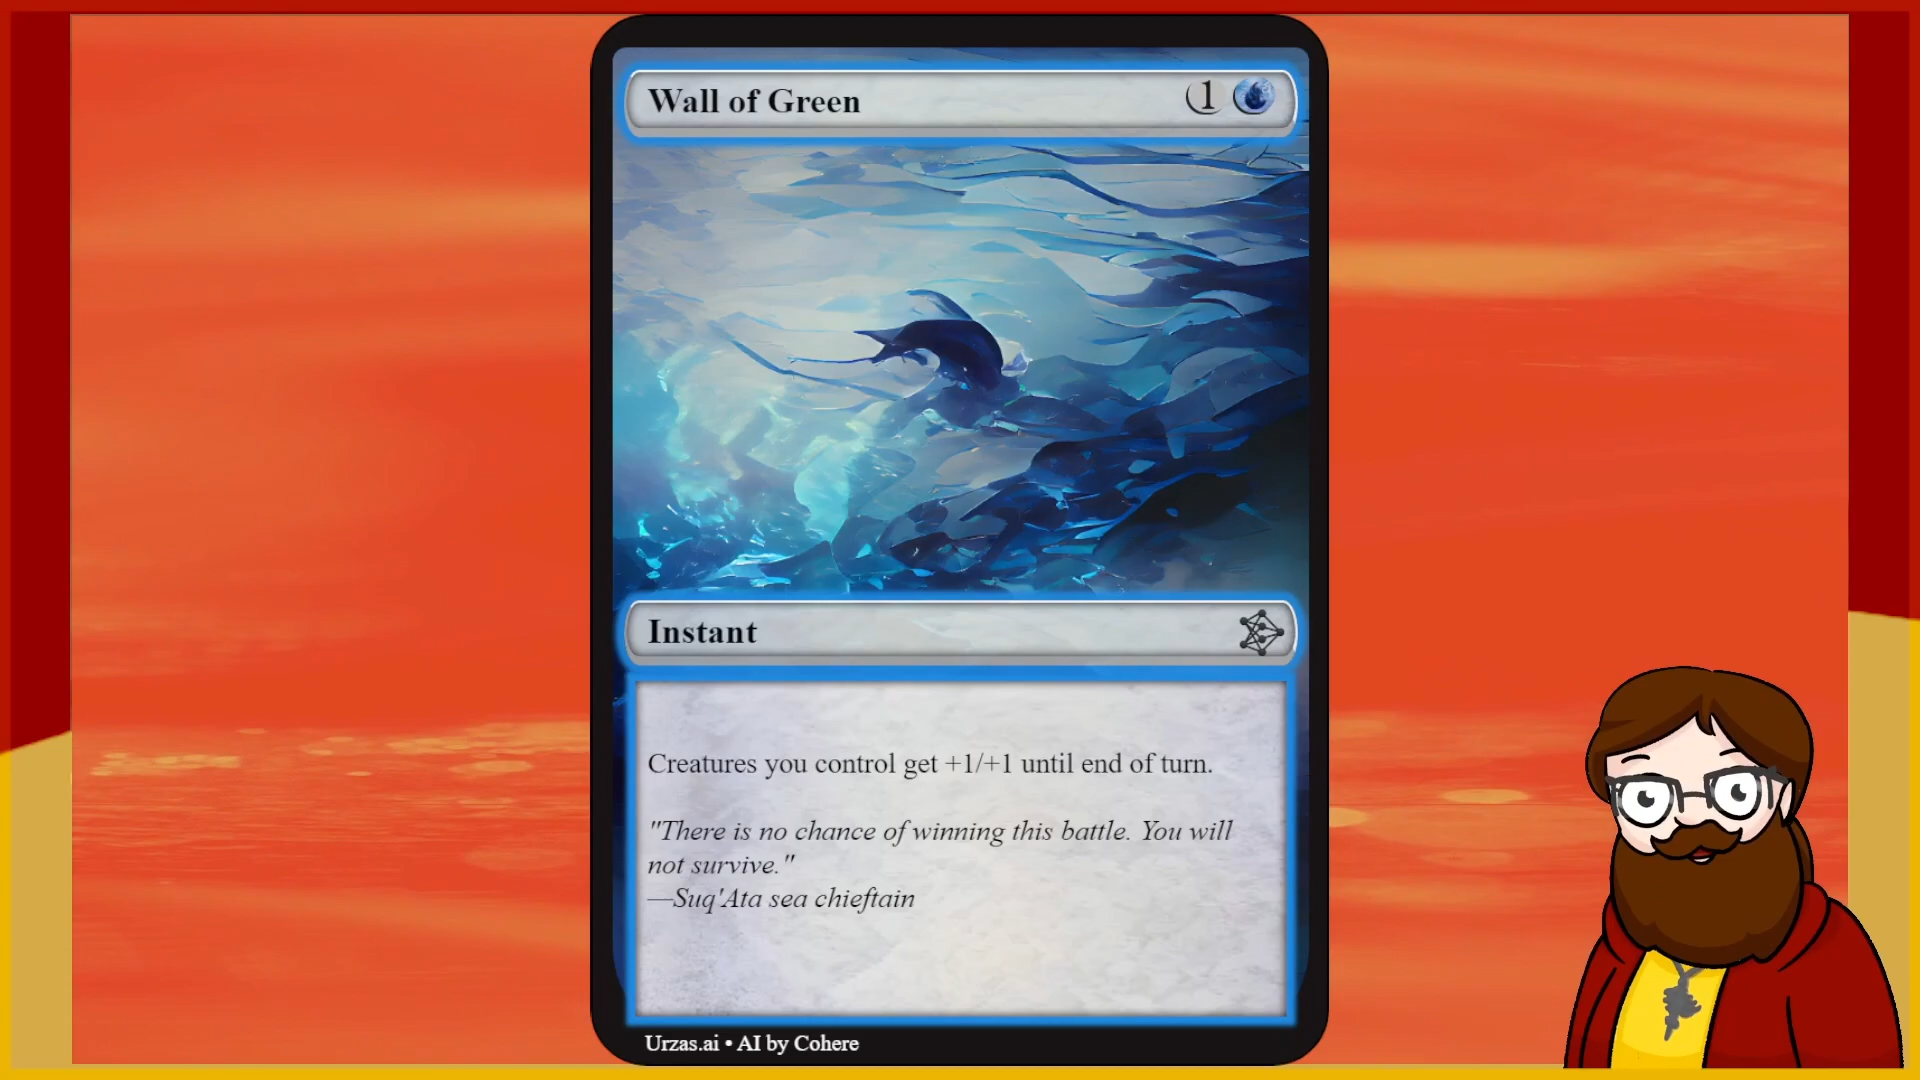 Wall of Green 1
Instant
Creatures you control get +1/+1 until end of turn.
"There is no chance of winning this battle. You will
not survive."
—Suq'Ata sea chieftain
Urzas.ai • AI by Cohere